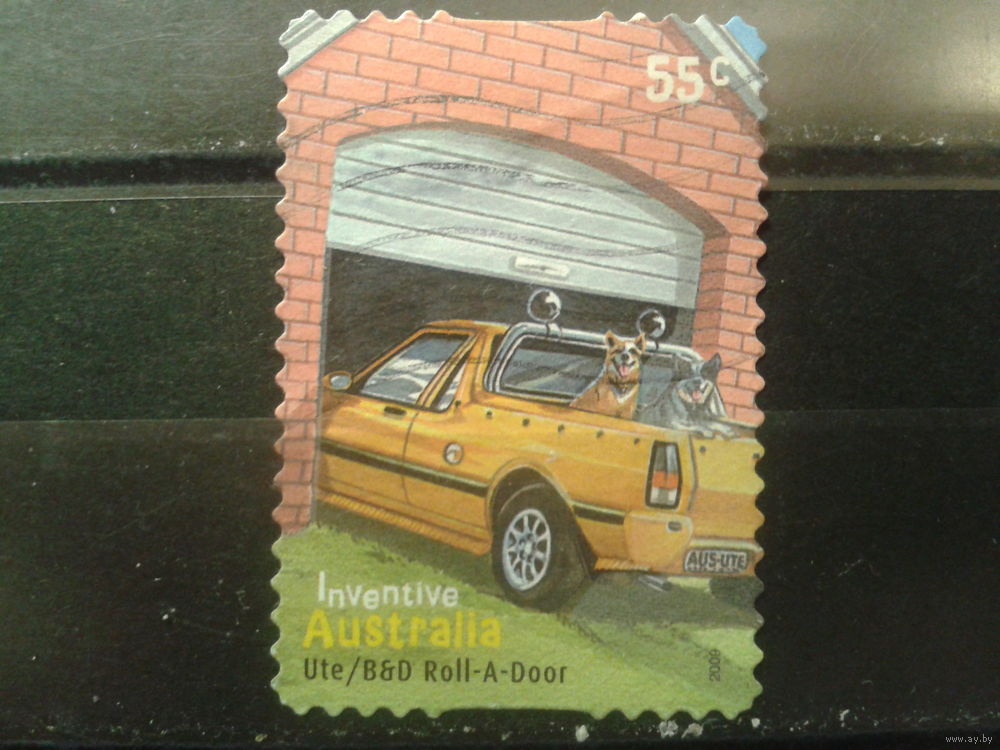 55c
AUS-UTE
Inventive
Australia
Ute/B&D Roll-A-Door
2009
www.ay.by